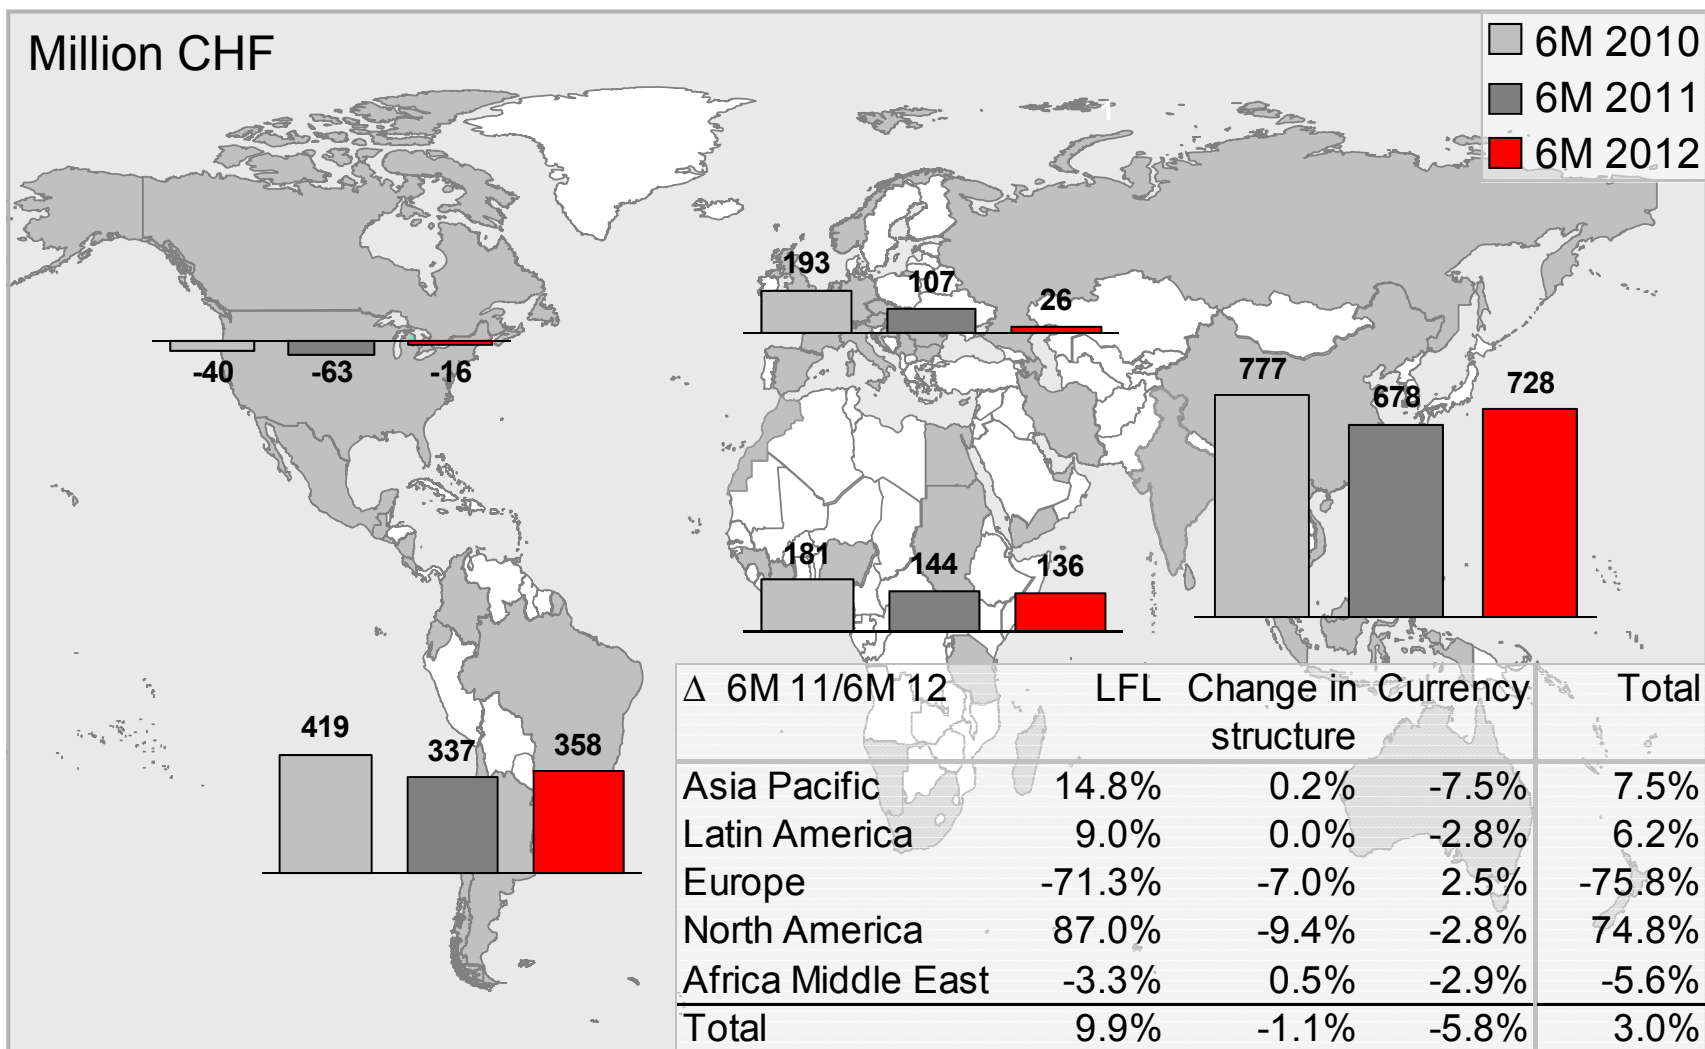 Million CHF
6M 2010
6M 2011
6M 2012
193
107
26
-40
-63
-16
777
678
728
181
144
136
419
337
358
Δ 6M 11/6M 12 LFL Change in Currency Total
structure
Asia Pacific 14.8% 0.2% -7.5% 7.5%
Latin America 9.0% 0.0% -2.8% 6.2%
Europe -71.3% -7.0% 2.5% -75.8%
North America 87.0% -9.4% -2.8% 74.8%
Africa Middle East -3.3% 0.5% -2.9% -5.6%
Total 9.9% -1.1% -5.8% 3.0%